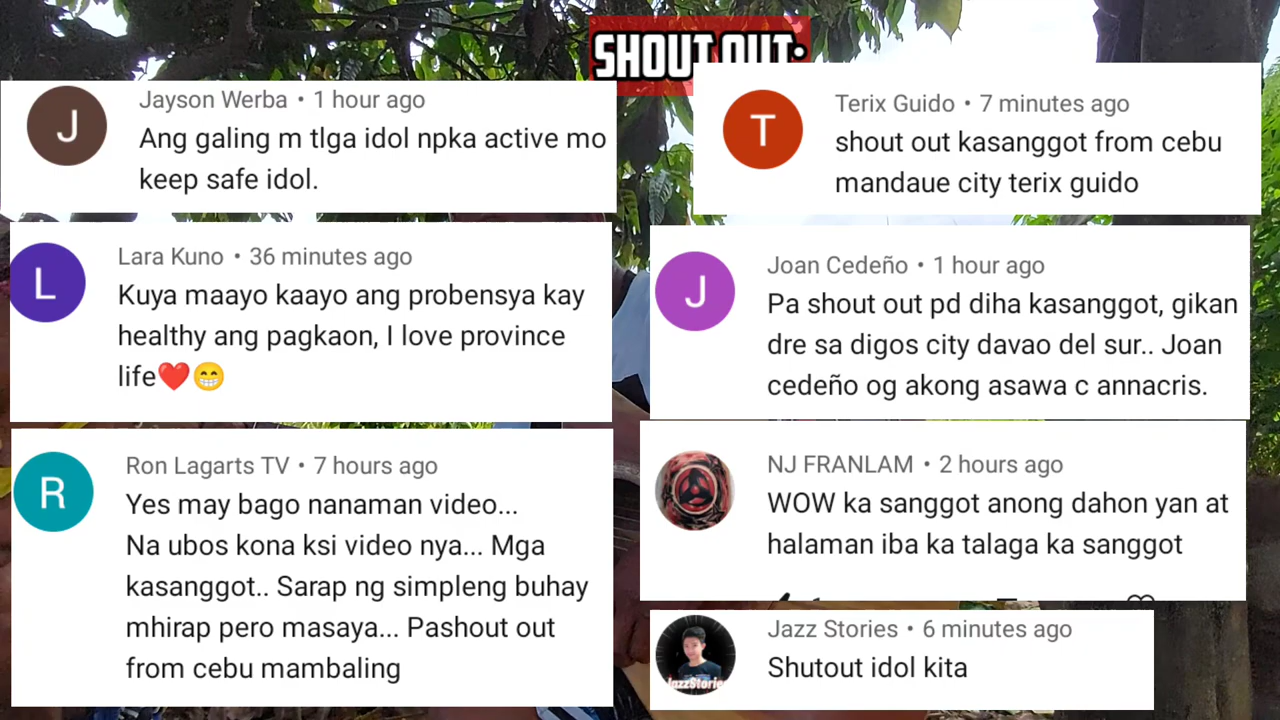 SHOUT OUT:
J
Jayson Werba • 1 hour ago
Ang galing m tlga idol npka active mo
keep safe idol.
L
Lara Kuno • 36 minutes ago
Kuya maayo kaayo ang probensya kay
healthy ang pagkaon, I love province
life❤️😁
R
Ron Lagarts TV • 7 hours ago
Yes may bago nanaman video...
Na ubos kona ksi video nya... Mga
kasanggot.. Sarap ng simpleng buhay
mhirap pero masaya... Pashout out
from cebu mambaling
T
Terix Guido • 7 minutes ago
shout out kasanggot from cebu
mandaue city terix guido
J
Joan Cedeño • 1 hour ago
Pa shout out pd diha kasanggot, gikan
dre sa digos city davao del sur.. Joan
cedeño og akong asawa c annacris.
NJ FRANLAM • 2 hours ago
WOW ka sanggot anong dahon yan at
halaman iba ka talaga ka sanggot
Jazz Stories • 6 minutes ago
Shutout idol kita
JazzStories